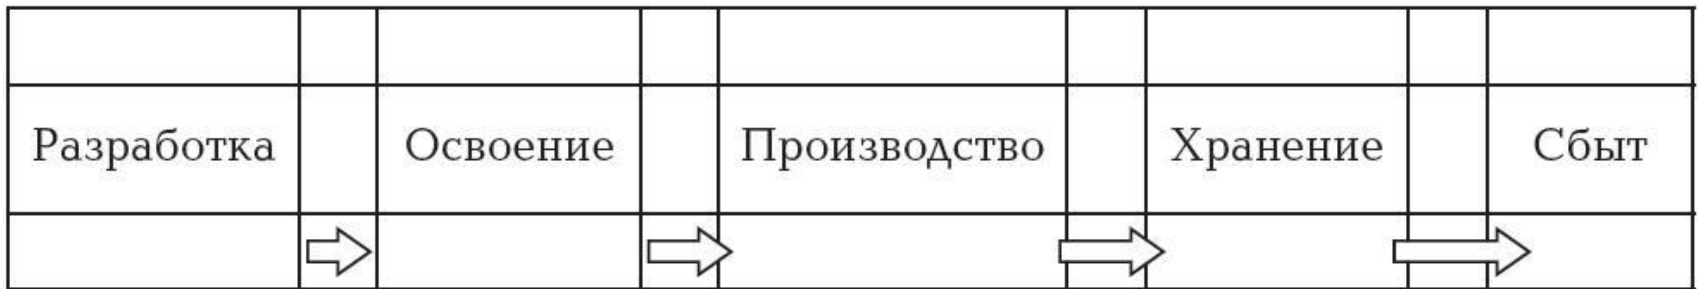 Разработка Освоение Производство Хранение Сбыт